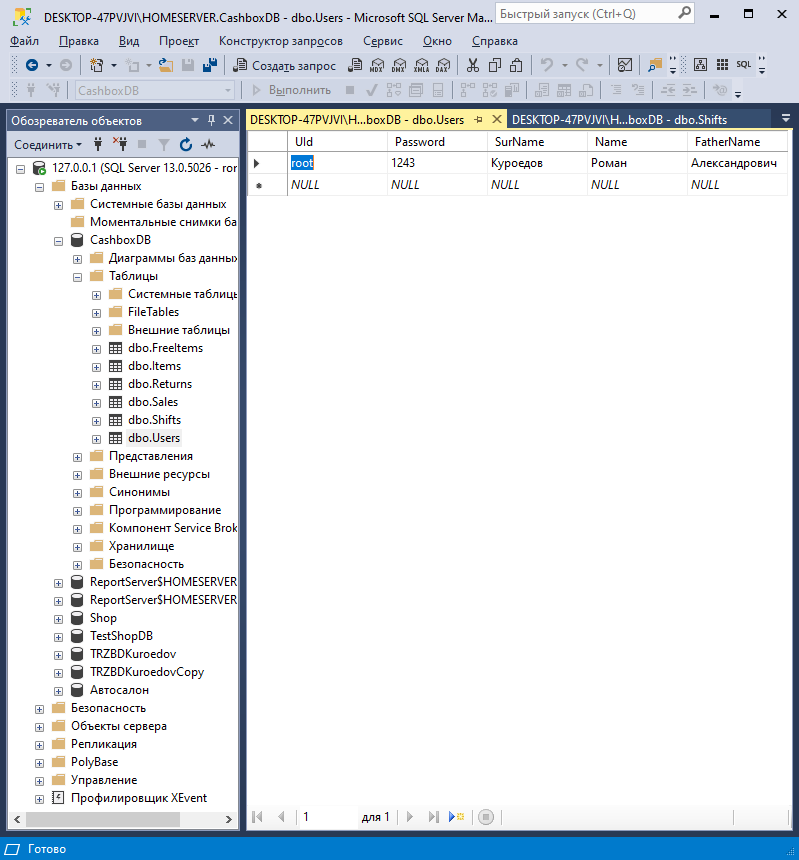 DESKTOP-47PVJVI\HOMESERVER.CashboxDB - dbo.Users - Microsoft SQL Server Ma...
Быстрый запуск (Ctrl+Q)
Файл Правка Вид Проект Конструктор запросов Сервис Окно Справка
Создать запрос MDX DMX XMLA DAX SQL
CashboxDB Выполнить
Обозреватель объектов
DESKTOP-47PVJVI\H...boxDB - dbo.Users DESKTOP-47PVJVI\H...boxDB - dbo.Shifts
Соединить
UId Password SurName Name FatherName
root 1243 Куроедов Роман Александрович
NULL NULL NULL NULL NULL
127.0.0.1 (SQL Server 13.0.5026 - ror
Базы данных
Системные базы данных
Моментальные снимки ба
CashboxDB
Диаграммы баз данны
Таблицы
Системные таблиц
FileTables
Внешние таблицы
dbo.FreeItems
dbo.Items
dbo.Returns
dbo.Sales
dbo.Shifts
dbo.Users
Представления
Внешние ресурсы
Синонимы
Программирование
Компонент Service Brok
Хранилище
Безопасность
ReportServer$HOMESERVER
ReportServer$HOMESERVER
Shop
TestShopDB
TRZBDKuroedov
TRZBDKuroedovCopy
Автосалон
Безопасность
Объекты сервера
Репликация
PolyBase
Управление
Профилировщик XEvent
1 для 1
Готово